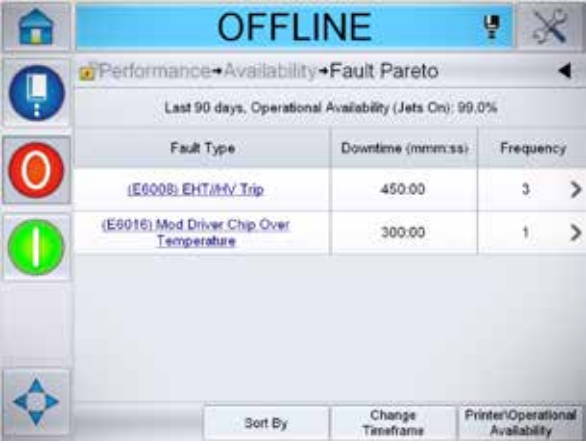 OFFLINE
Performance→Availability→Fault Pareto
Last 90 days, Operational Availability (Jets On): 99.0%
Fault Type Downtime (mmm:ss) Frequency
(E6008) EHT//HV Trip 450:00 3
(E6016) Mod Driver Chip Over
Temperature 300:00 1
Sort By
Change
Timeframe
Printer\Operational
Availability